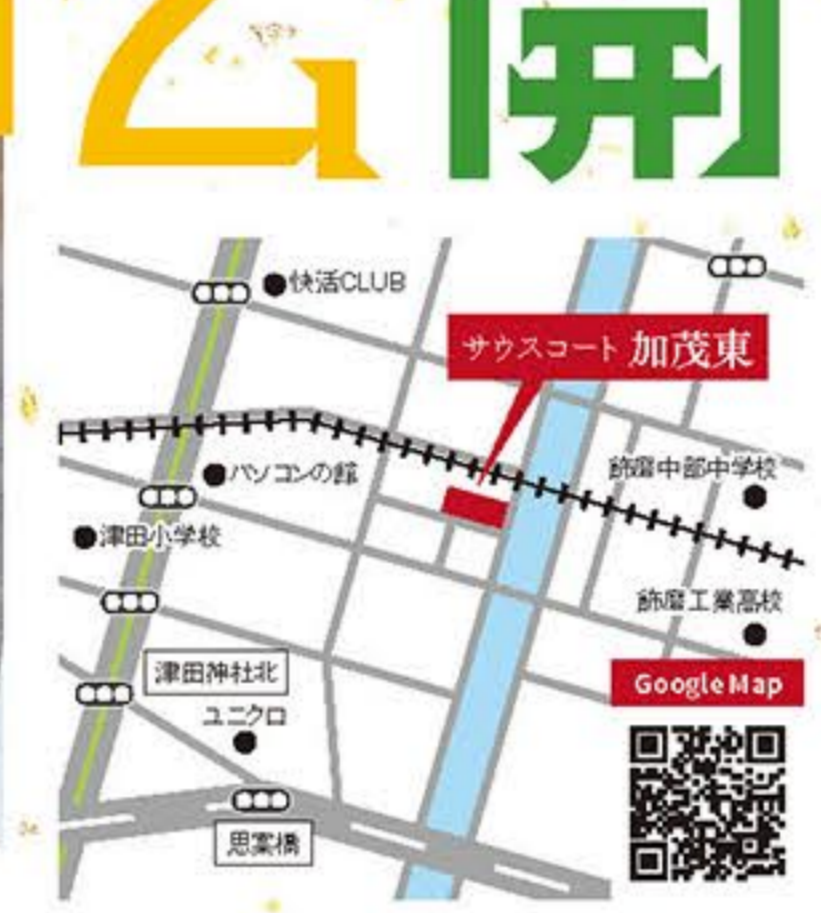 公開
快活CLUB
サウスコート 加茂東
パソコンの館
飾磨中部中学校
津田小学校
飾磨工業高校
津田神社北
Google Map
ユニクロ
思案橋